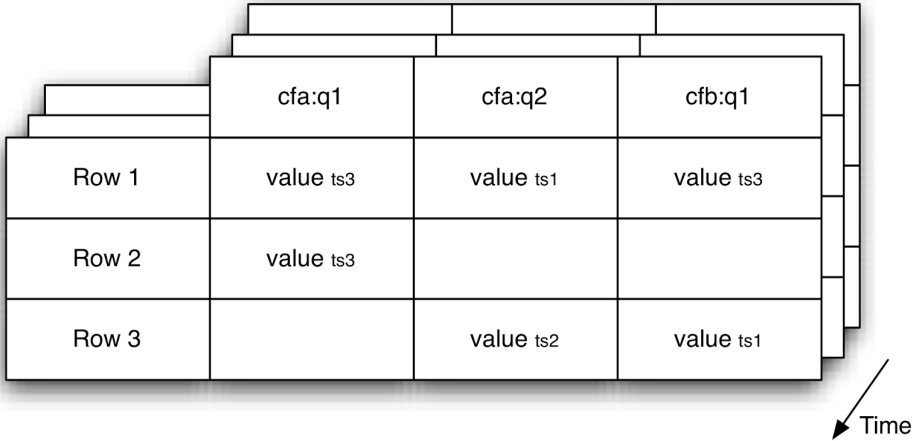 cfa:q1 cfa:q2 cfb:q1
Row 1 value ts3 value ts1 value ts3
Row 2 value ts3
Row 3 value ts2 value ts1
Time